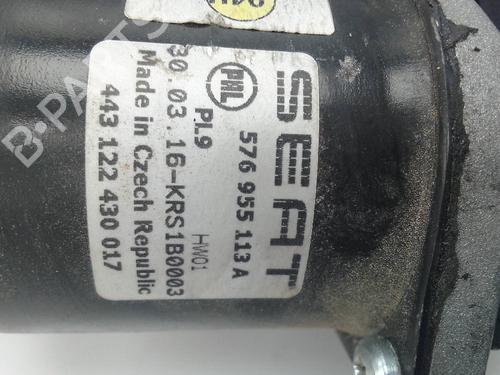 SEAT
PAL
576 955 113 A
PL9
HW01
30.03.16-KRS1B0003
Made in Czech Republic
443 122 430 017
B-PARTS